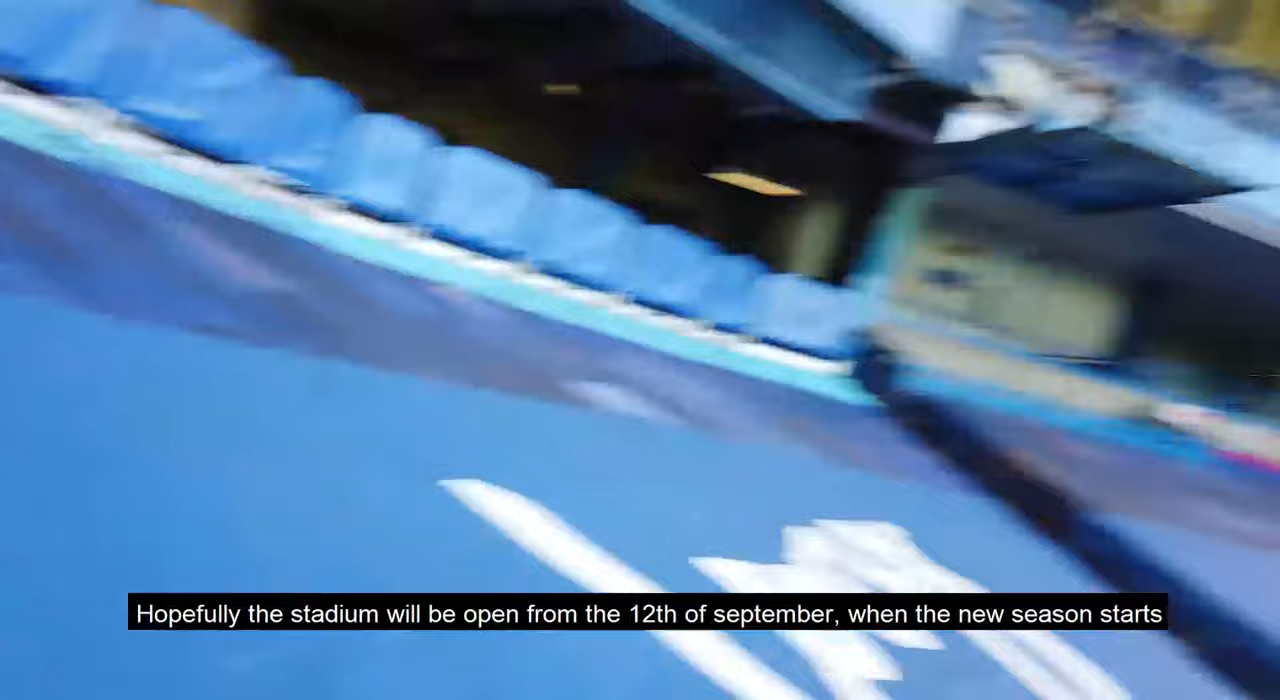 Hopefully the stadium will be open from the 12th of september, when the new season starts